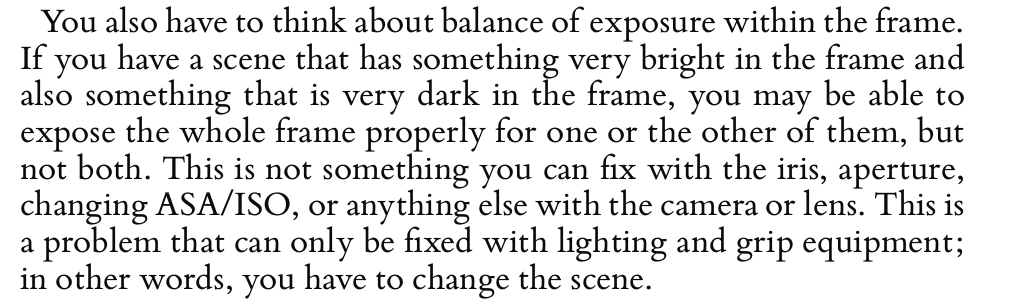 You also have to think about balance of exposure within the frame.
If you have a scene that has something very bright in the frame and
also something that is very dark in the frame, you may be able to
expose the whole frame properly for one or the other of them, but
not both. This is not something you can fix with the iris, aperture,
changing ASA/ISO, or anything else with the camera or lens. This is
a problem that can only be fixed with lighting and grip equipment;
in other words, you have to change the scene.